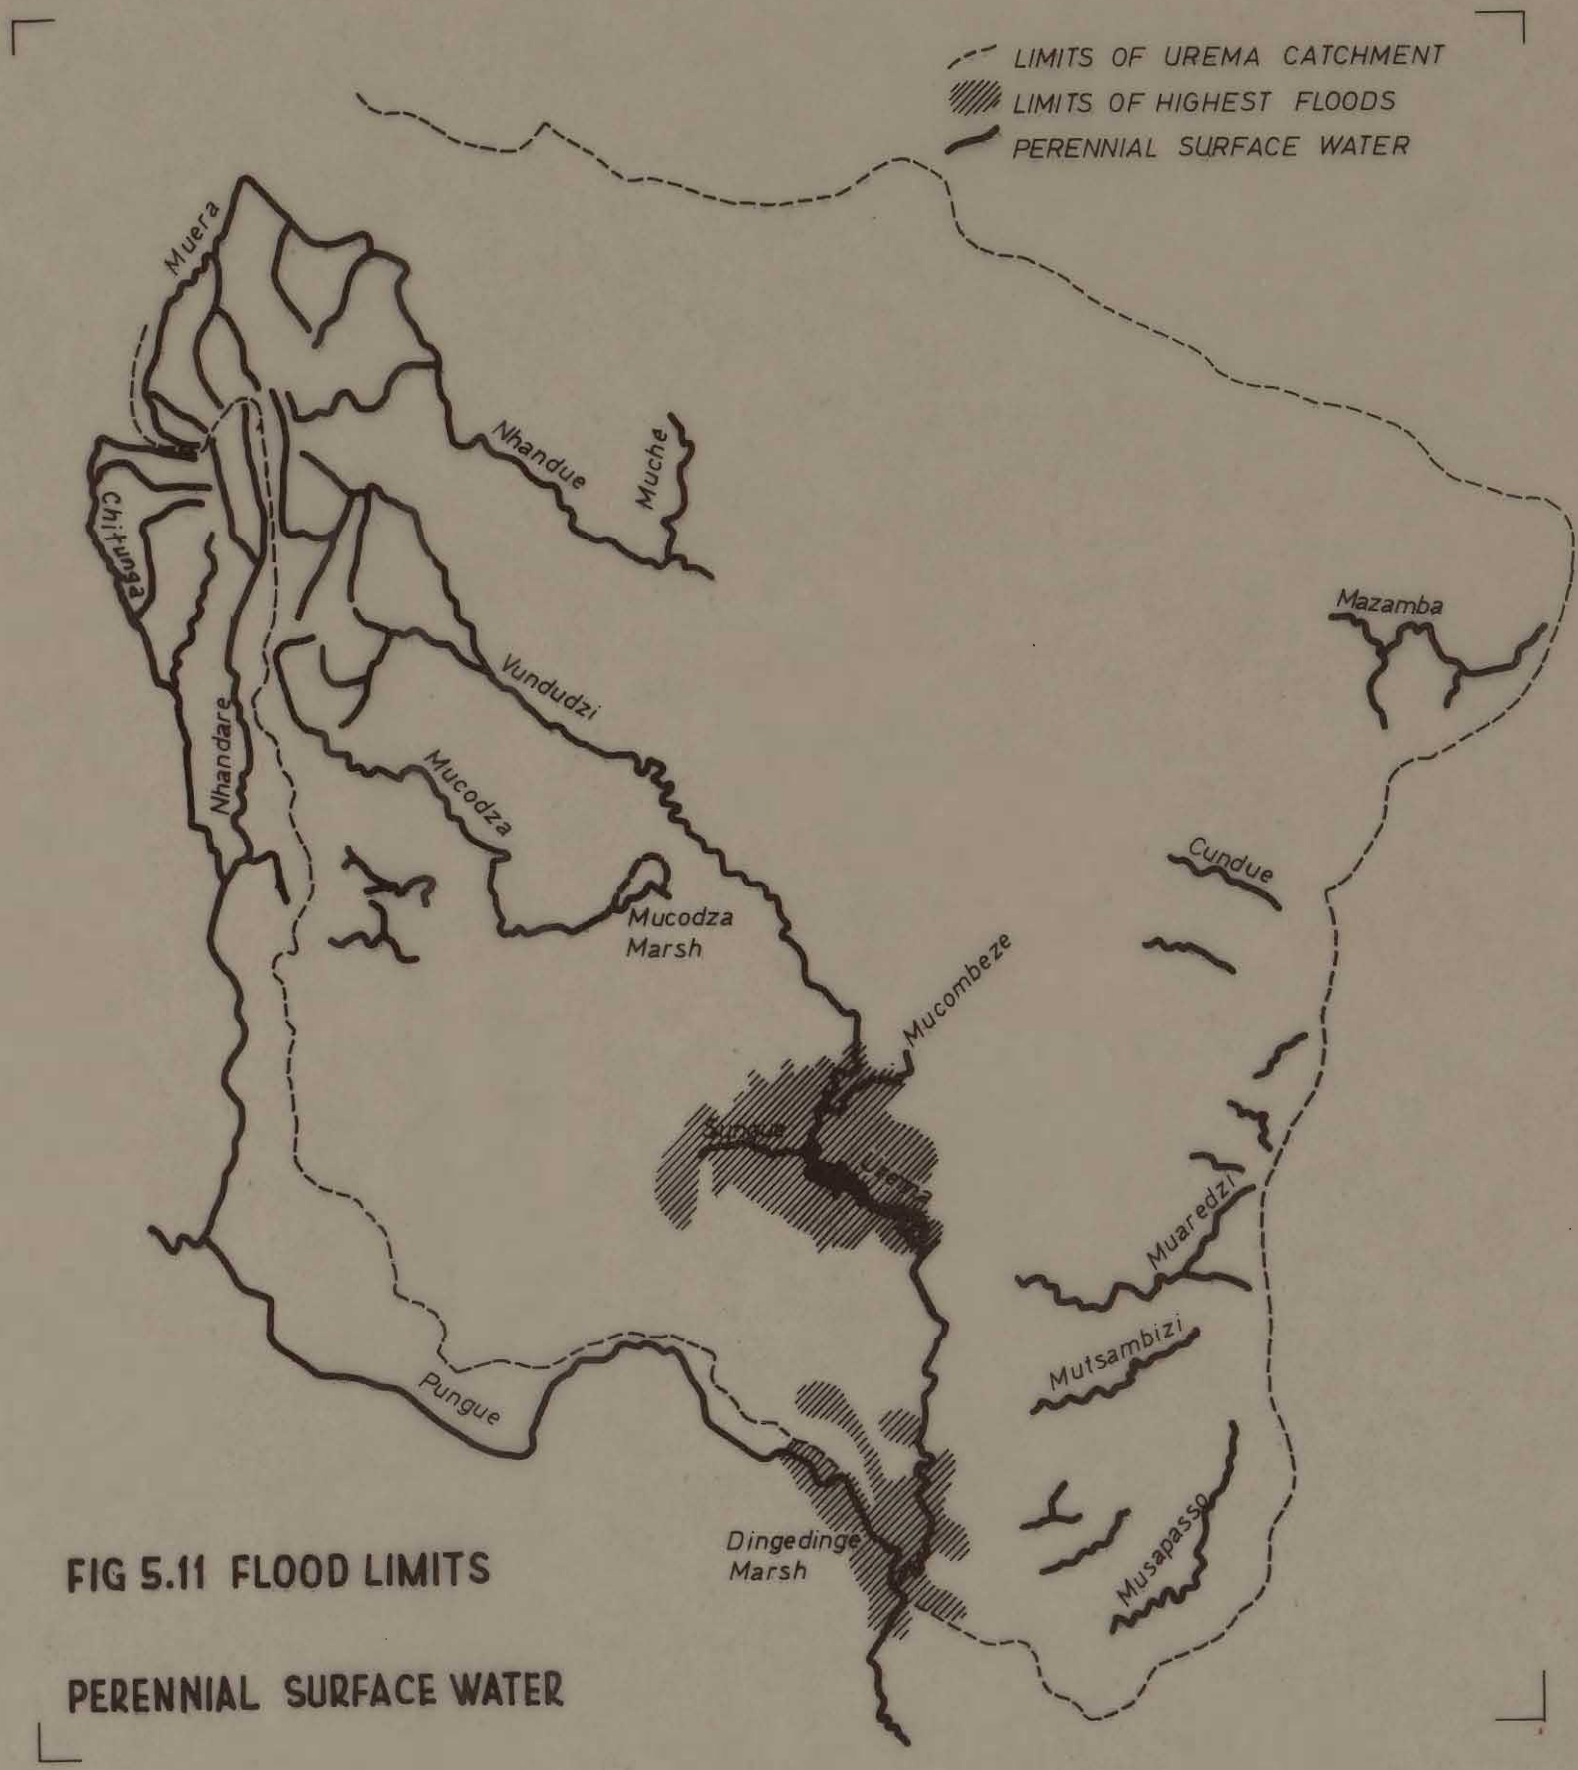 LIMITS OF UREMA CATCHMENT
LIMITS OF HIGHEST FLOODS
PERENNIAL SURFACE WATER
Muera
Nhandue
Muche
Chitunga
Mazamba
Vundudzi
Nhandare
Mucodza
Cundue
Mucodza
Marsh
Mucombeze
Sungue
Urema
Muaredzi
Mutsambizi
Pungue
Musapasso
Dingedinge
Marsh
FIG 5.11 FLOOD LIMITS
PERENNIAL SURFACE WATER